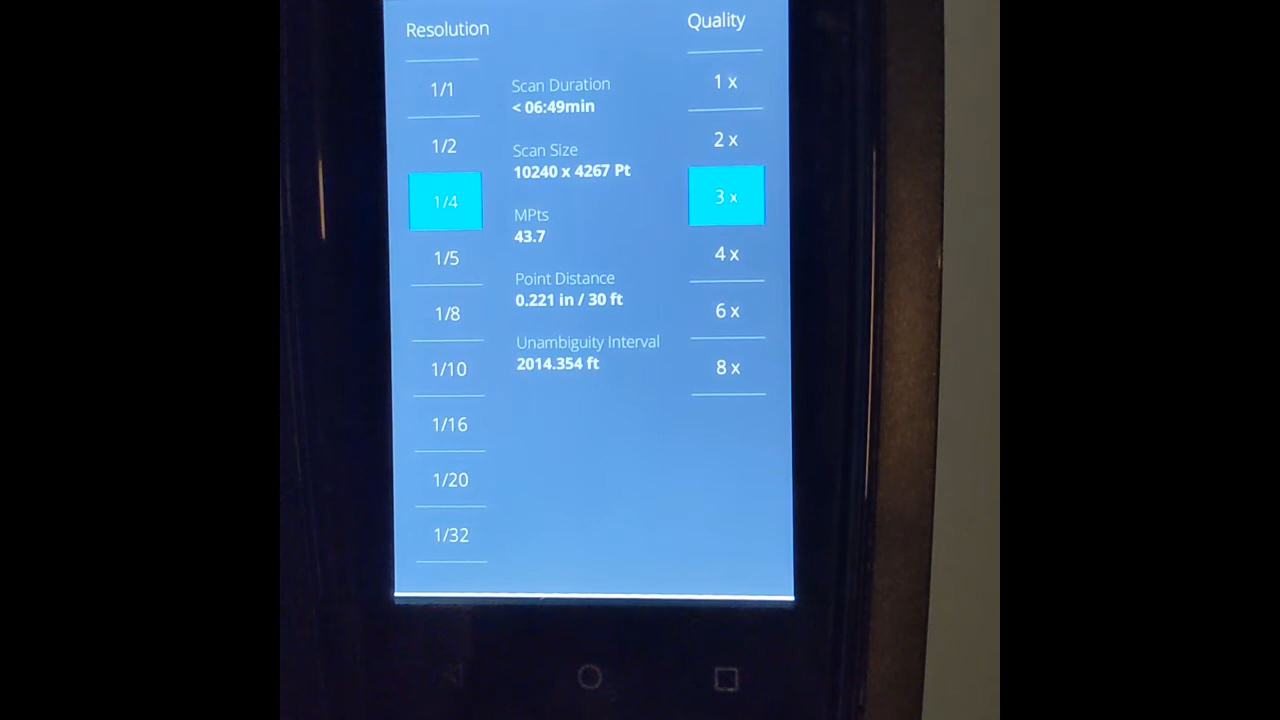 Resolution
1/1
1/2
1/4
1/5
1/8
1/10
1/16
1/20
1/32
Scan Duration
< 06:49min
Scan Size
10240 x 4267 Pt
MPts
43.7
Point Distance
0.221 in / 30 ft
Unambiguity Interval
2014.354 ft
Quality
1 x
2 x
3 x
4 x
6 x
8 x